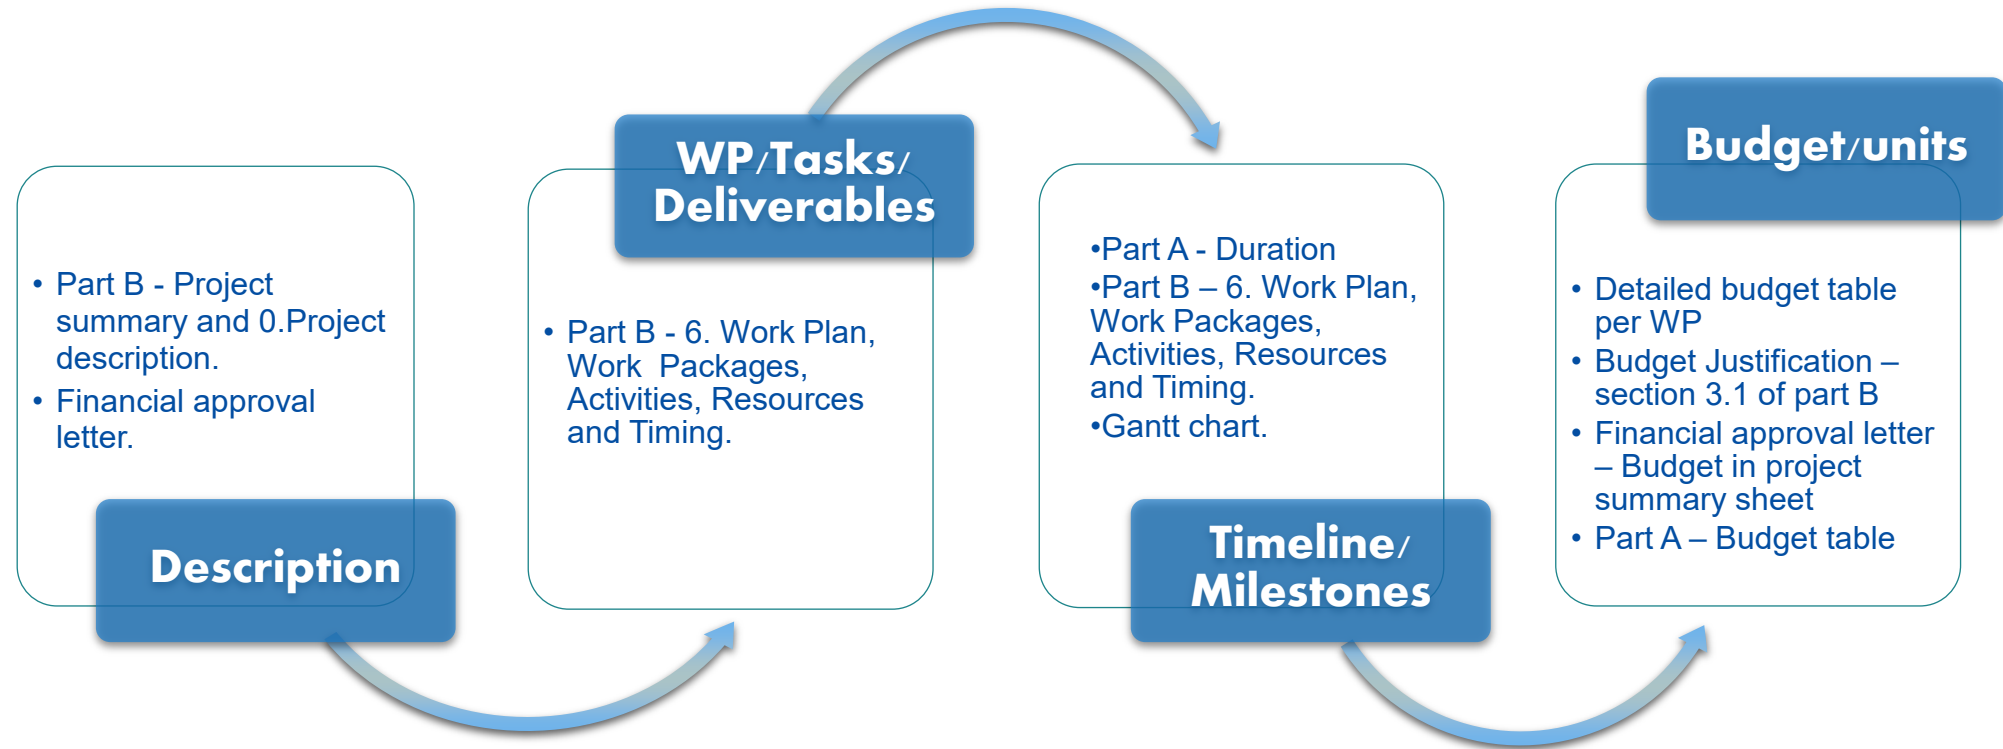 • Part B - Project
summary and 0.Project
description.
• Financial approval
letter.
Description
WP/Tasks/
Deliverables
• Part B - 6. Work Plan,
Work  Packages,
Activities, Resources
and Timing.
•Part A - Duration
•Part B – 6. Work Plan,
Work Packages,
Activities, Resources
and Timing.
•Gantt chart.
Timeline/
Milestones
Budget/units
• Detailed budget table
per WP
• Budget Justification –
section 3.1 of part B
• Financial approval letter
– Budget in project
summary sheet
• Part A – Budget table